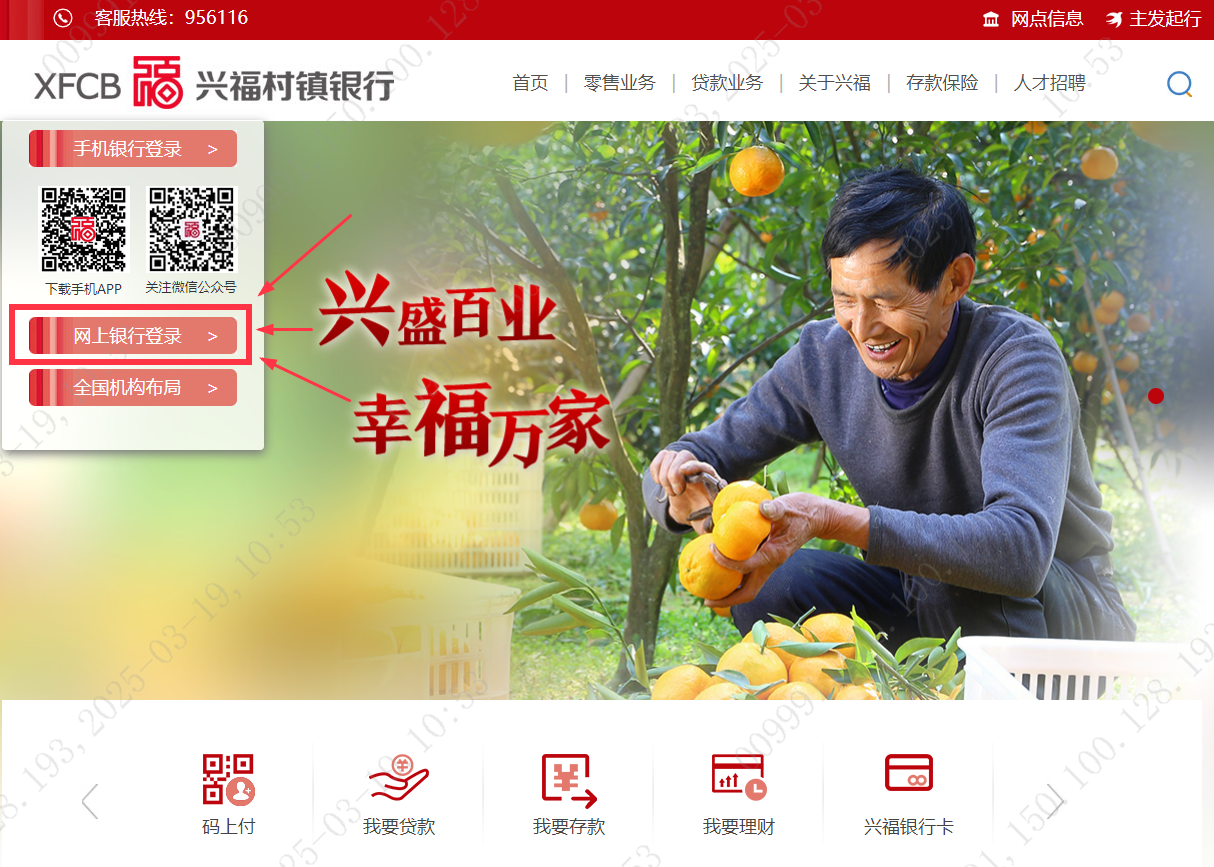 客服热线：956116
网点信息
主发起行
XFCB 福 兴福村镇银行
首页 | 零售业务 | 贷款业务 | 关于兴福 | 存款保险 | 人才招聘
手机银行登录 >
下载手机APP
关注微信公众号
网上银行登录 >
全国机构布局 >
兴盛百业
幸福万家
码上付
我要贷款
我要存款
我要理财
兴福银行卡